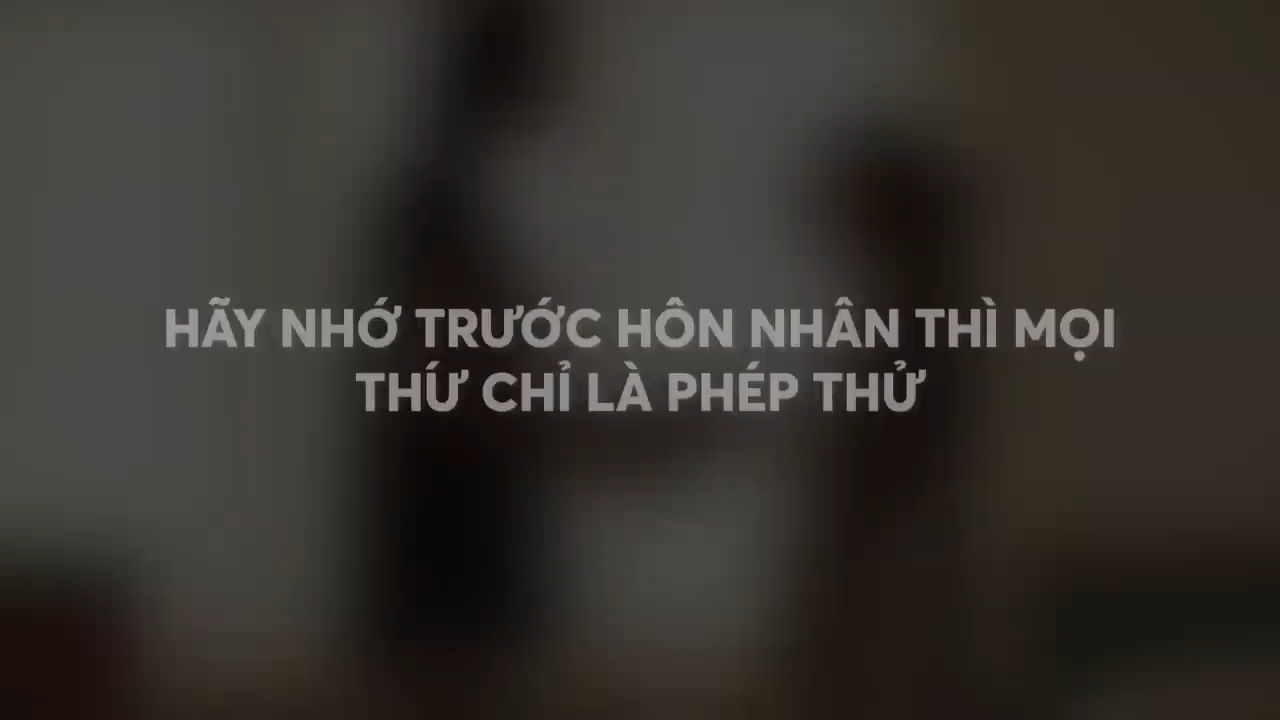 HÃY NHỚ TRƯỚC HÔN NHÂN THÌ MỌI
THỨ CHỈ LÀ PHÉP THỬ